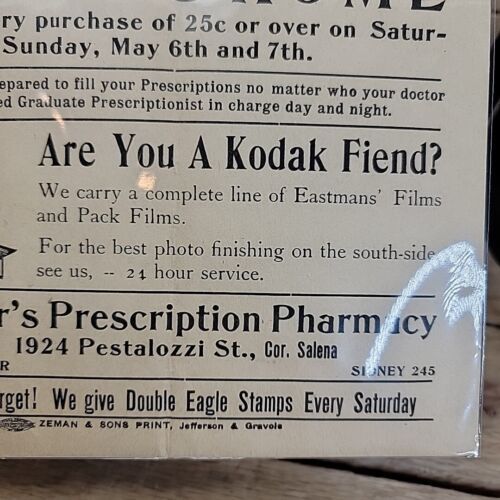 ry purchase of 25c or over on Satur-
Sunday, May 6th and 7th.
epared to fill your Prescriptions no matter who your doctor
ed Graduate Prescriptionist in charge day and night.
Are You A Kodak Fiend?
We carry a complete line of Eastmans' Films
and Pack Films.
For the best photo finishing on the south-side
see us, -- 24 hour service.
r's Prescription Pharmacy
1924 Pestalozzi St., Cor. Salena
R SIDNEY 245
rget! We give Double Eagle Stamps Every Saturday
ZEMAN & SONS PRINT, Jefferson & Gravois